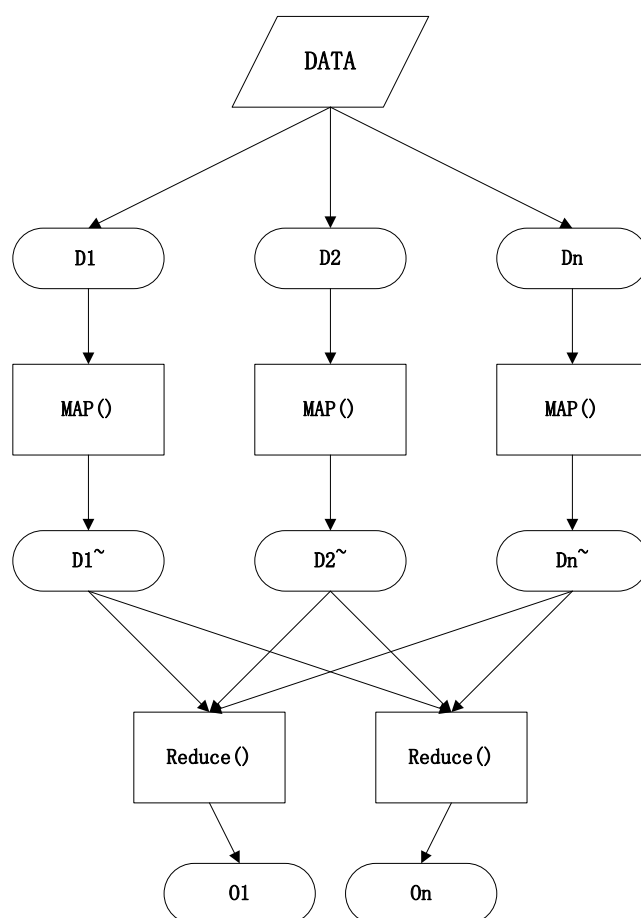 DATA
D1
D2
Dn
MAP()
MAP()
MAP()
D1~
D2~
Dn~
Reduce()
Reduce()
O1
On